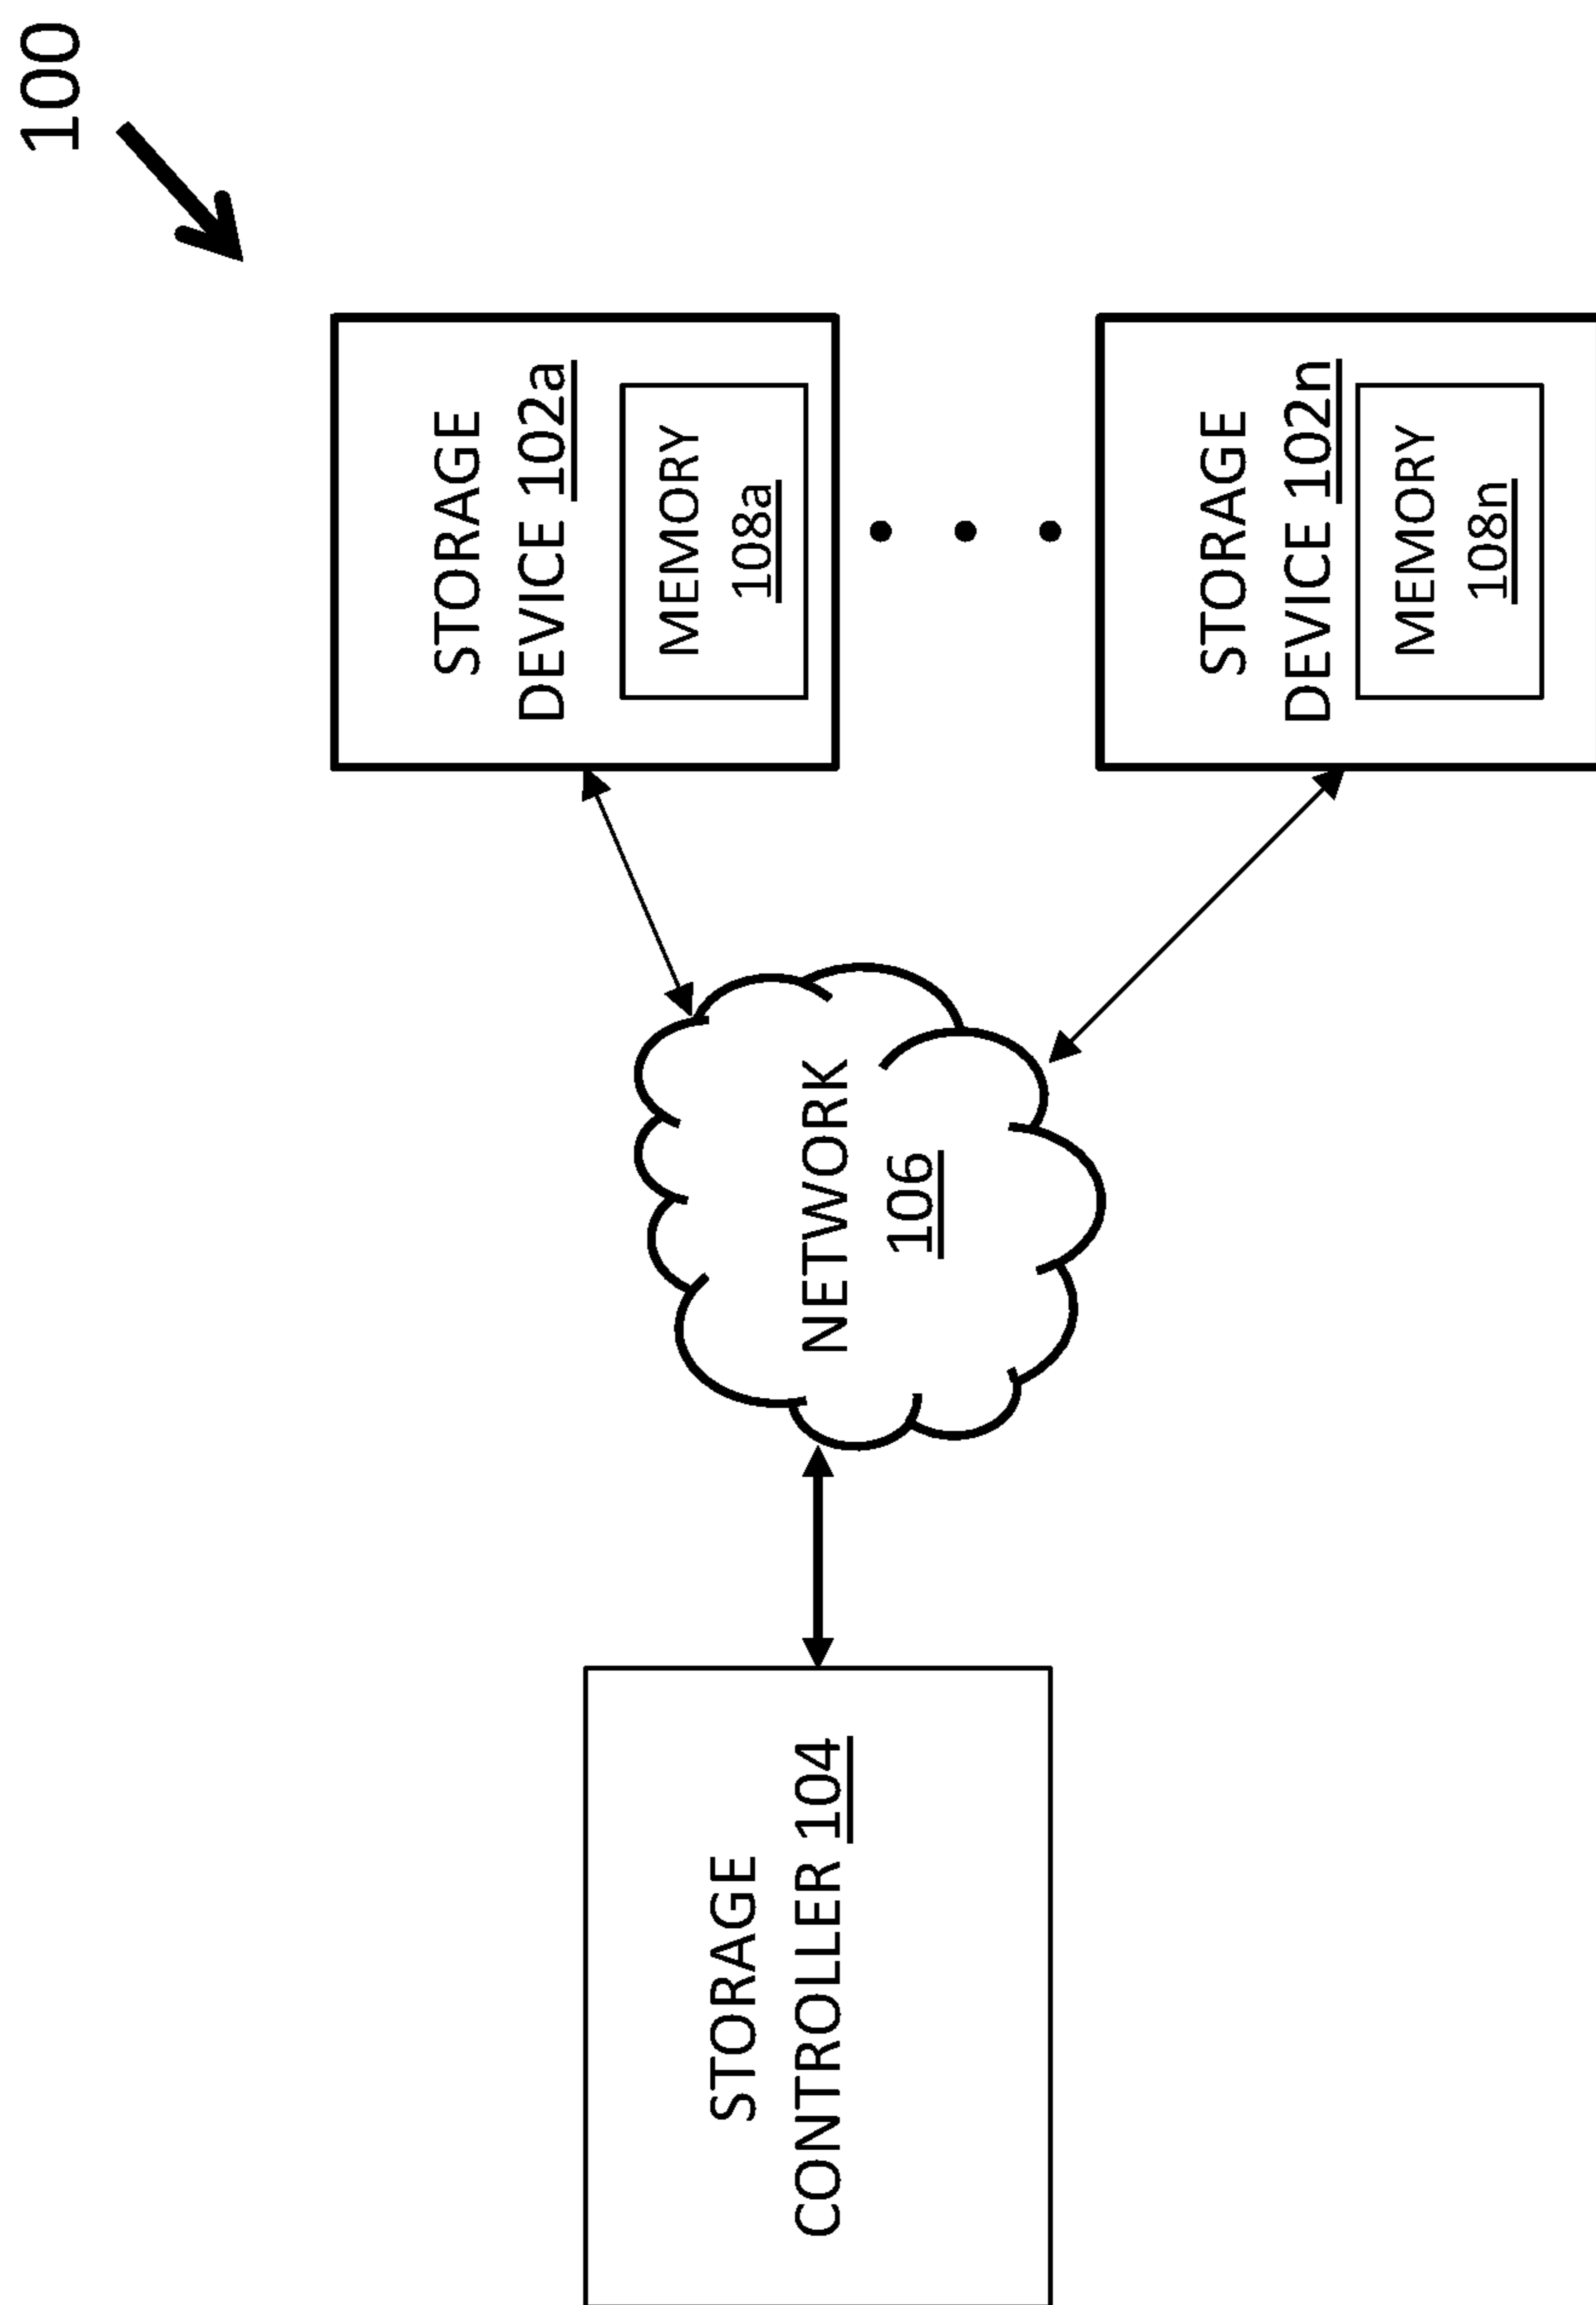 100
STORAGE
DEVICE 102a
MEMORY
108a
STORAGE
DEVICE 102n
MEMORY
108n
NETWORK
106
STORAGE
CONTROLLER 104